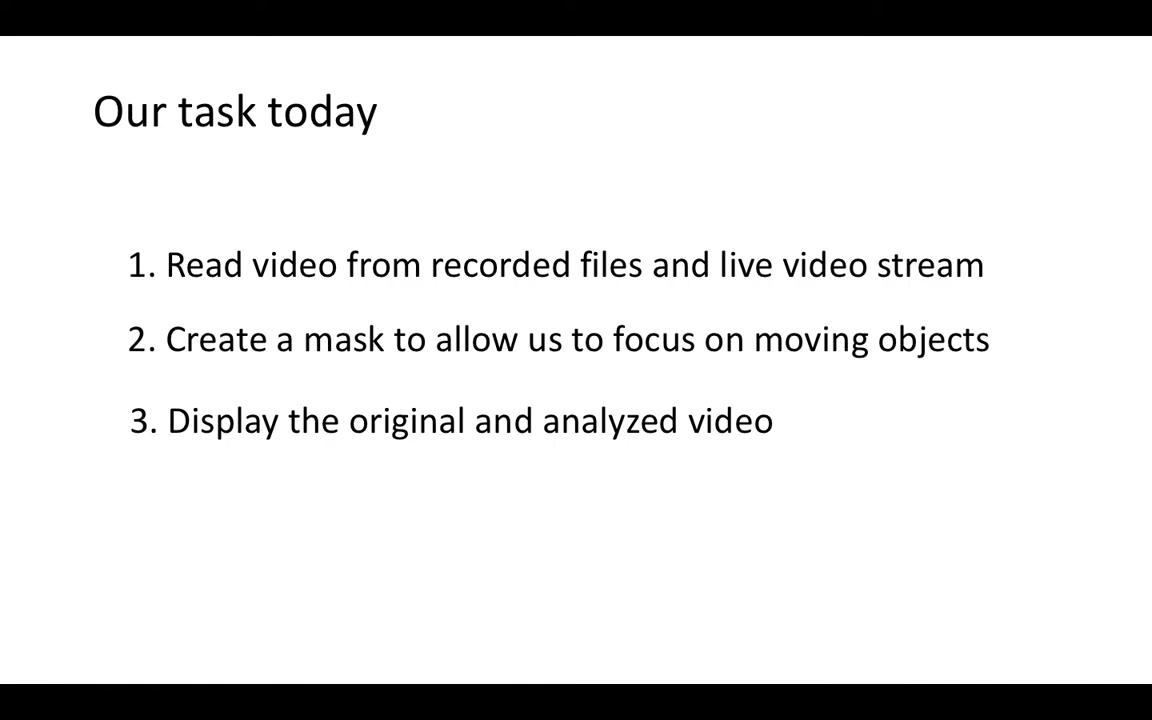 Our task today
1. Read video from recorded files and live video stream
2. Create a mask to allow us to focus on moving objects
3. Display the original and analyzed video